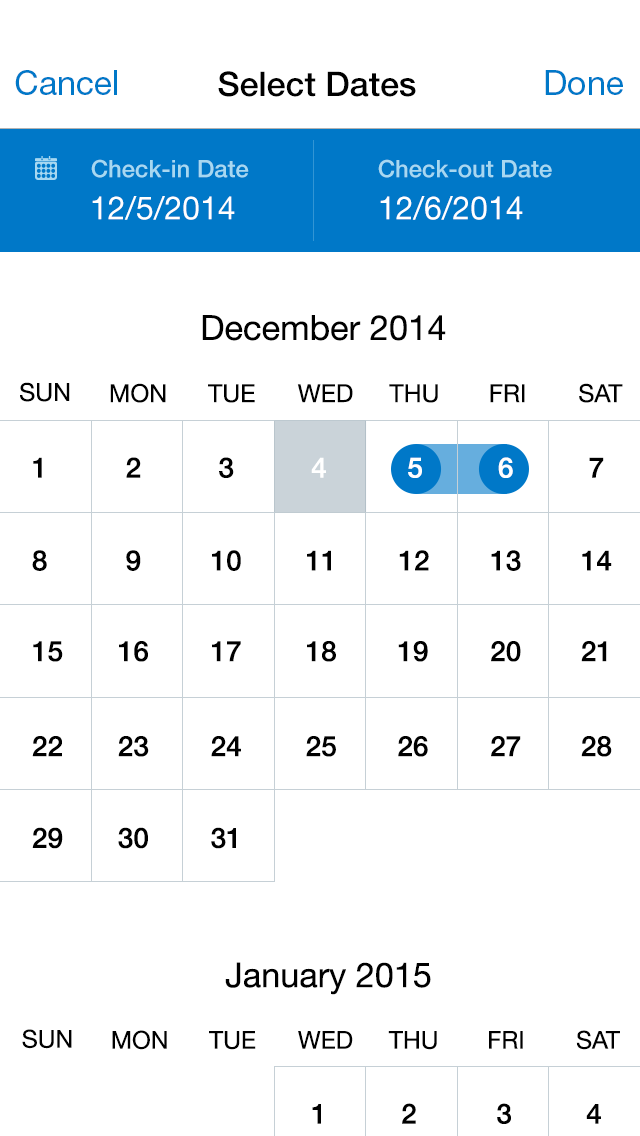 Cancel Select Dates Done
Check-in Date Check-out Date
12/5/2014 12/6/2014
December 2014
SUN MON TUE WED THU FRI SAT
1 2 3 4 5 6 7
8 9 10 11 12 13 14
15 16 17 18 19 20 21
22 23 24 25 26 27 28
29 30 31
January 2015
SUN MON TUE WED THU FRI SAT
1 2 3 4